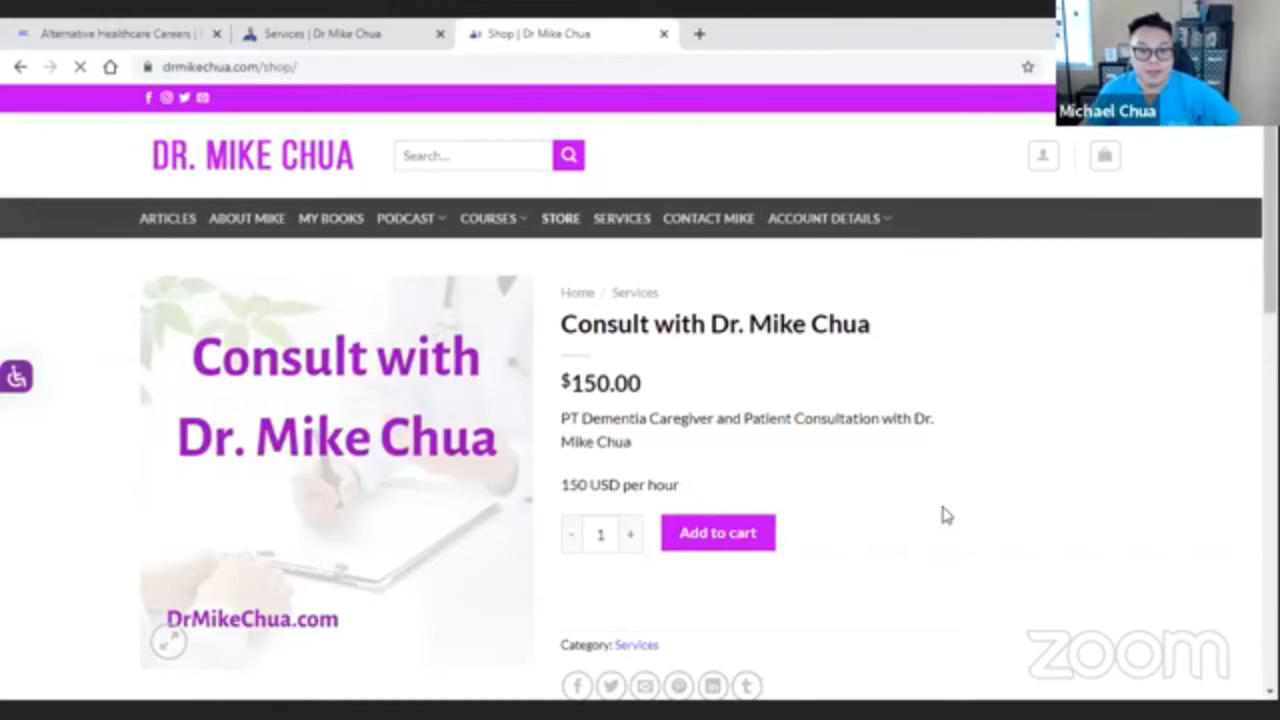 Alternative Healthcare Careers |
Services | Dr Mike Chua
Shop | Dr Mike Chua
drmikechua.com/shop/
Michael Chua
DR. MIKE CHUA
Search...
ARTICLES ABOUT MIKE MY BOOKS PODCAST COURSES STORE SERVICES CONTACT MIKE ACCOUNT DETAILS
Consult with
Dr. Mike Chua
DrMikeChua.com
Home / Services
Consult with Dr. Mike Chua
$150.00
PT Dementia Caregiver and Patient Consultation with Dr.
Mike Chua
150 USD per hour
- 1 +
Add to cart
Category: Services
zoom